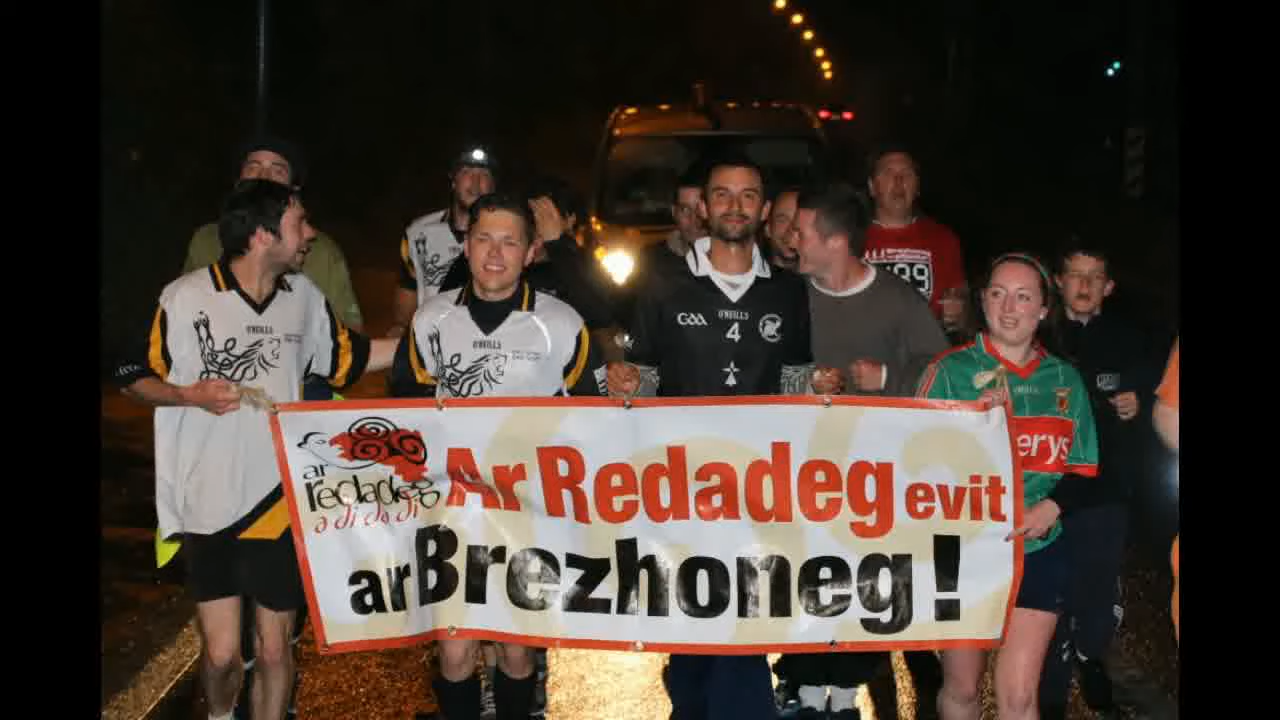 O'NEILLS
O'NEILLS
GAA
O'NEILLS
4
erys
ar
redadeg
a di da di
Ar Redadeg evit
ar Brezhoneg !